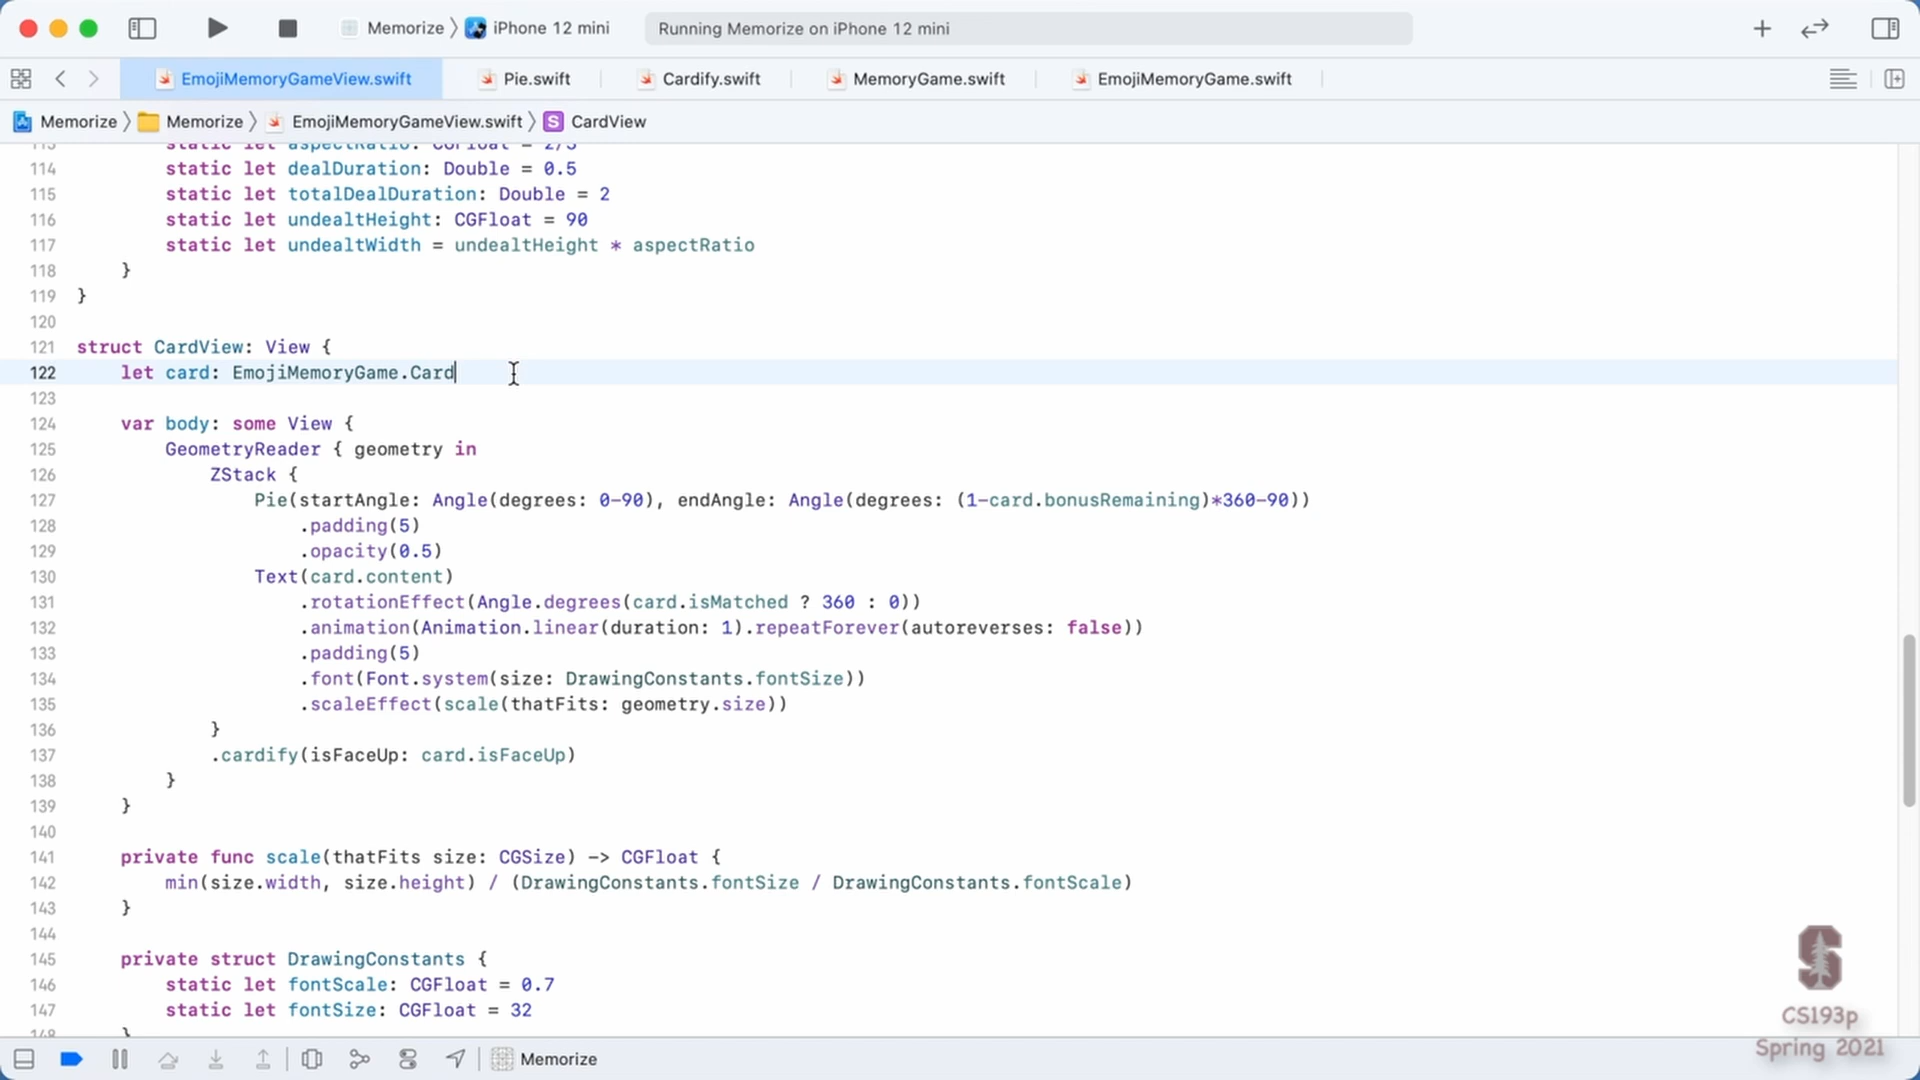 Memorize 〉 iPhone 12 mini
Running Memorize on iPhone 12 mini
EmojiMemoryGameView.swift
Pie.swift
Cardify.swift
MemoryGame.swift
EmojiMemoryGame.swift
Memorize 〉 Memorize 〉 EmojiMemoryGameView.swift 〉 S CardView
113 static let aspectRatio: CGFloat = 2/3
114 static let dealDuration: Double = 0.5
115 static let totalDealDuration: Double = 2
116 static let undealtHeight: CGFloat = 90
117 static let undealtWidth = undealtHeight * aspectRatio
118 }
119 }
120
121 struct CardView: View {
122 let card: EmojiMemoryGame.Card
123
124 var body: some View {
125 GeometryReader { geometry in
126 ZStack {
127 Pie(startAngle: Angle(degrees: 0-90), endAngle: Angle(degrees: (1-card.bonusRemaining)*360-90))
128 .padding(5)
129 .opacity(0.5)
130 Text(card.content)
131 .rotationEffect(Angle.degrees(card.isMatched ? 360 : 0))
132 .animation(Animation.linear(duration: 1).repeatForever(autoreverses: false))
133 .padding(5)
134 .font(Font.system(size: DrawingConstants.fontSize))
135 .scaleEffect(scale(thatFits: geometry.size))
136 }
137 .cardify(isFaceUp: card.isFaceUp)
138 }
139 }
140
141 private func scale(thatFits size: CGSize) -> CGFloat {
142 min(size.width, size.height) / (DrawingConstants.fontSize / DrawingConstants.fontScale)
143 }
144
145 private struct DrawingConstants {
146 static let fontScale: CGFloat = 0.7
147 static let fontSize: CGFloat = 32
148 }
Memorize
S
CS193p
Spring 2021